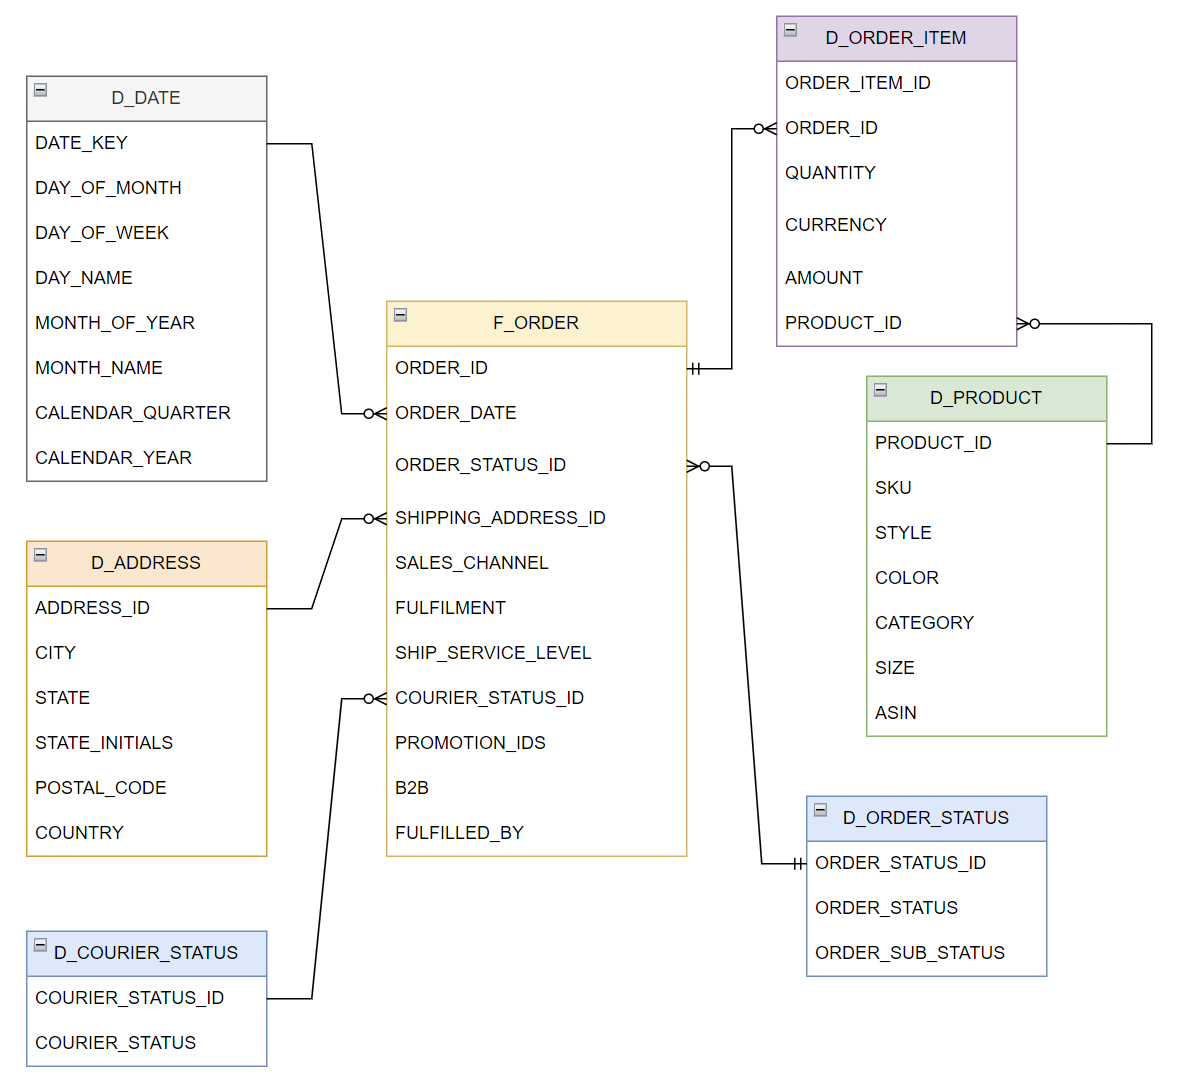 D_DATE
DATE_KEY
DAY_OF_MONTH
DAY_OF_WEEK
DAY_NAME
MONTH_OF_YEAR
MONTH_NAME
CALENDAR_QUARTER
CALENDAR_YEAR
D_ADDRESS
ADDRESS_ID
CITY
STATE
STATE_INITIALS
POSTAL_CODE
COUNTRY
D_COURIER_STATUS
COURIER_STATUS_ID
COURIER_STATUS
F_ORDER
ORDER_ID
ORDER_DATE
ORDER_STATUS_ID
SHIPPING_ADDRESS_ID
SALES_CHANNEL
FULFILMENT
SHIP_SERVICE_LEVEL
COURIER_STATUS_ID
PROMOTION_IDS
B2B
FULFILLED_BY
D_ORDER_ITEM
ORDER_ITEM_ID
ORDER_ID
QUANTITY
CURRENCY
AMOUNT
PRODUCT_ID
D_PRODUCT
PRODUCT_ID
SKU
STYLE
COLOR
CATEGORY
SIZE
ASIN
D_ORDER_STATUS
ORDER_STATUS_ID
ORDER_STATUS
ORDER_SUB_STATUS